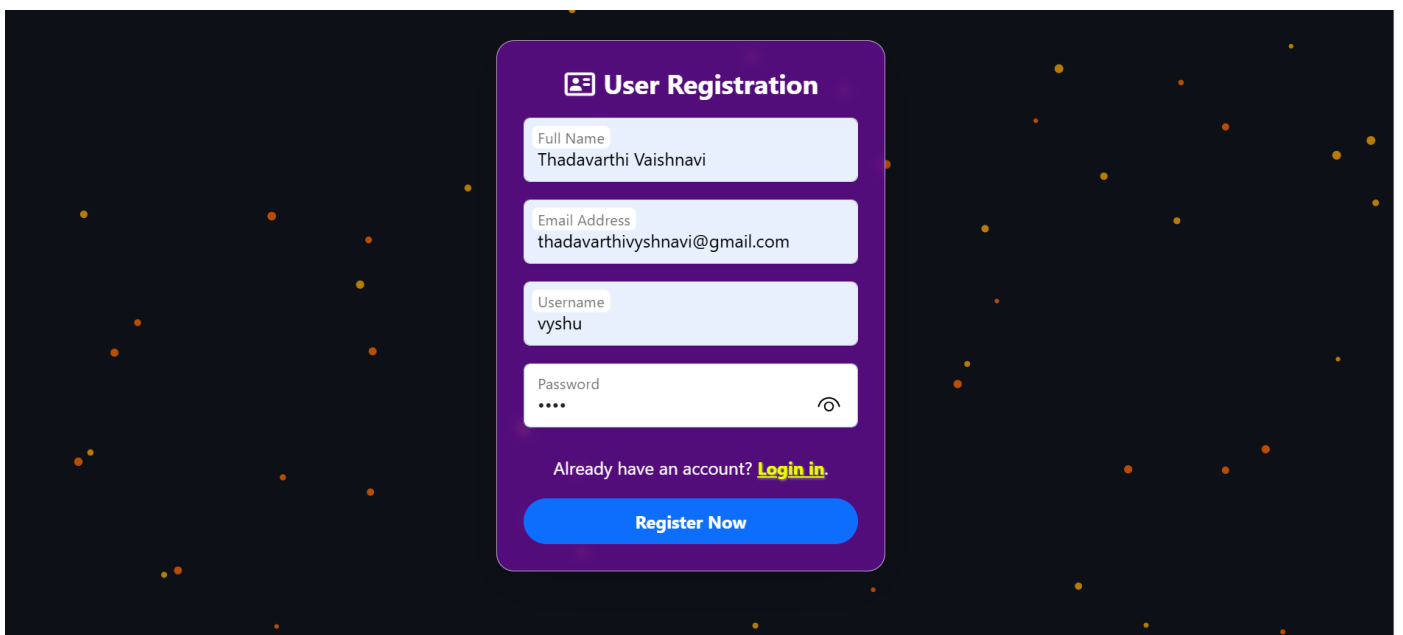 User Registration
Full Name
Thadavarthi Vaishnavi
Email Address
thadavarthivyshnavi@gmail.com
Username
vyshu
Password
••••
Already have an account? Login in.
Register Now